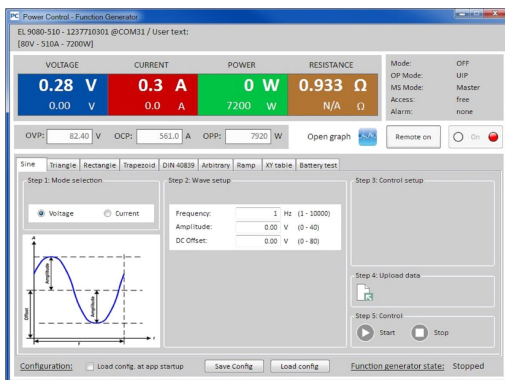 PC Power Control - Function Generator
EL 9080-510 - 1237710301 @COM31 / User text:
[80V - 510A - 7200W]
VOLTAGE CURRENT POWER RESISTANCE
0.28 V 0.3 A 0 W 0.933 Ω
0.00 V 0.0 A 7200 W N/A Ω
Mode: OFF
OP Mode: UIP
MS Mode: Master
Access: free
Alarm: none
OVP: 82.40 V OCP: 561.0 A OPP: 7920 W Open graph Remote on On
Sine Triangle Rectangle Trapezoid DIN 40839 Arbitrary Ramp XY table Battery test
Step 1: Mode selection
Voltage Current
Step 2: Wave setup
Frequency: 1 Hz (1 - 10000)
Amplitude: 0.00 V (0 - 40)
DC Offset: 0.00 V (0 - 80)
Step 3: Control setup
A
Amplitude
Amplitude
Offset
t
Step 4: Upload data
Step 5: Control
Start Stop
Configuration: Load config. at app startup Save Config Load config Function generator state: Stopped